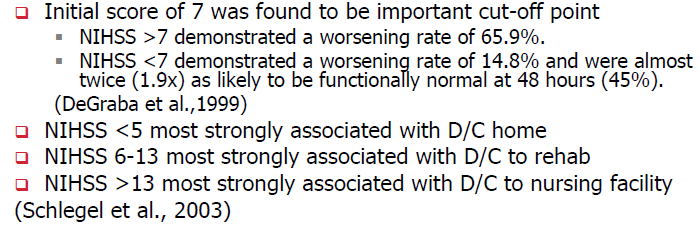 Initial score of 7 was found to be important cut-off point
NIHSS >7 demonstrated a worsening rate of 65.9%.
NIHSS <7 demonstrated a worsening rate of 14.8% and were almost
twice (1.9x) as likely to be functionally normal at 48 hours (45%).
(DeGraba et al.,1999)
NIHSS <5 most strongly associated with D/C home
NIHSS 6-13 most strongly associated with D/C to rehab
NIHSS >13 most strongly associated with D/C to nursing facility
(Schlegel et al., 2003)